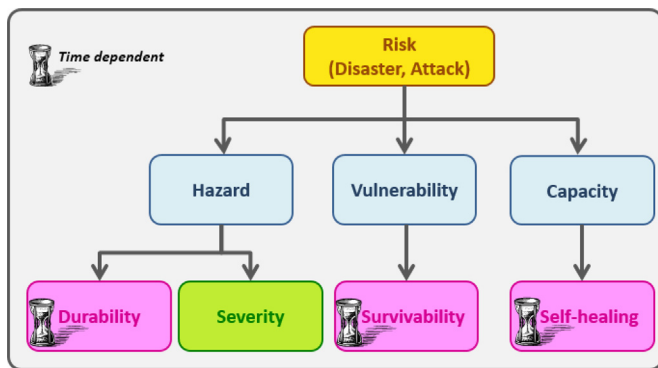 Time dependent
Risk
(Disaster, Attack)
Hazard
Vulnerability
Capacity
Durability
Severity
Survivability
Self-healing